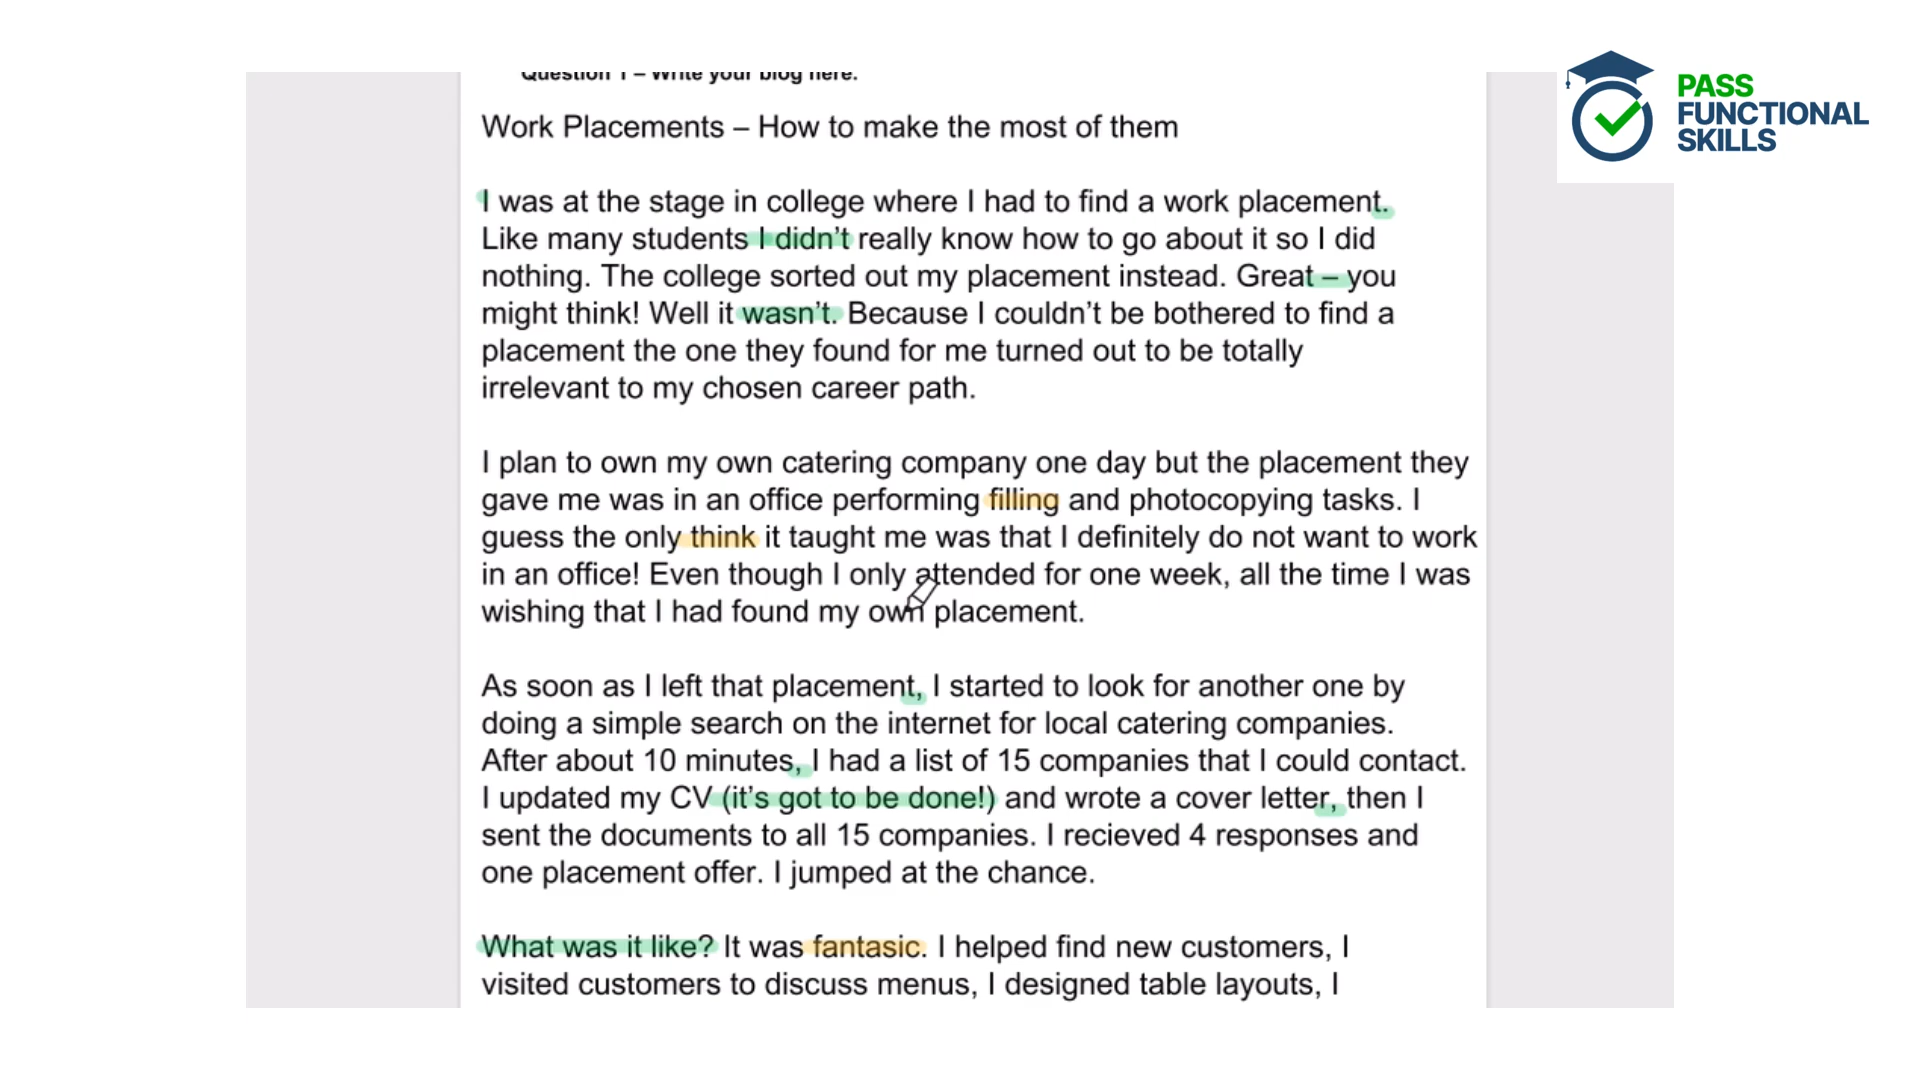 Question 1 – Write your blog here.
PASS
FUNCTIONAL
SKILLS
Work Placements – How to make the most of them
I was at the stage in college where I had to find a work placement.
Like many students I didn’t really know how to go about it so I did
nothing. The college sorted out my placement instead. Great – you
might think! Well it wasn’t. Because I couldn’t be bothered to find a
placement the one they found for me turned out to be totally
irrelevant to my chosen career path.
I plan to own my own catering company one day but the placement they
gave me was in an office performing filling and photocopying tasks. I
guess the only think it taught me was that I definitely do not want to work
in an office! Even though I only attended for one week, all the time I was
wishing that I had found my own placement.
As soon as I left that placement, I started to look for another one by
doing a simple search on the internet for local catering companies.
After about 10 minutes, I had a list of 15 companies that I could contact.
I updated my CV (it’s got to be done!) and wrote a cover letter, then I
sent the documents to all 15 companies. I recieved 4 responses and
one placement offer. I jumped at the chance.
What was it like? It was fantasic. I helped find new customers, I
visited customers to discuss menus, I designed table layouts, I